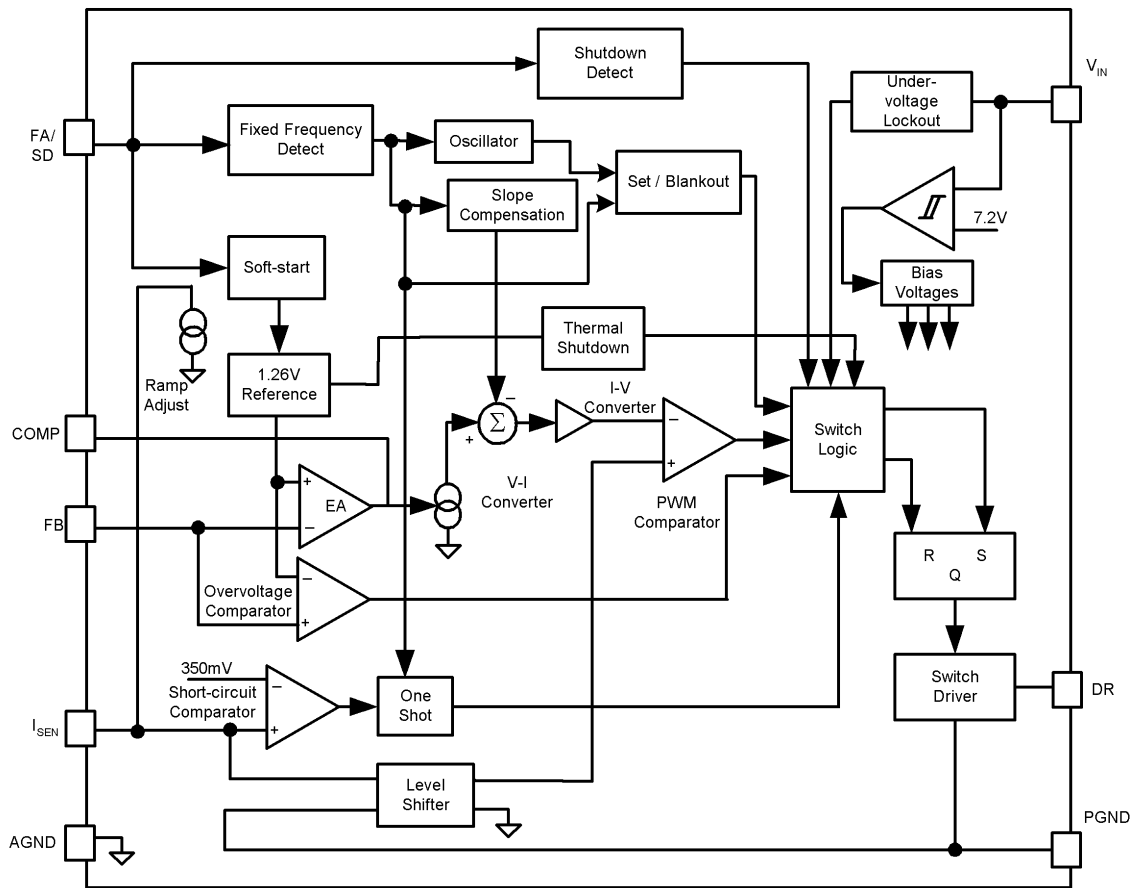 Shutdown
Detect
V_IN
Under-
voltage
Lockout
FA/
SD
Fixed Frequency
Detect
Oscillator
Set / Blankout
Slope
Compensation
7.2V
Soft-start
Bias
Voltages
Thermal
Shutdown
1.26V
Reference
Ramp
Adjust
I-V
Converter
COMP
Σ
−
+
−
+
Switch
Logic
V-I
Converter
PWM
Comparator
+
EA
−
FB
R S
Q
Overvoltage
Comparator
−
+
350mV
Short-circuit
Comparator
−
+
One
Shot
Switch
Driver
DR
I_SEN
Level
Shifter
AGND
PGND